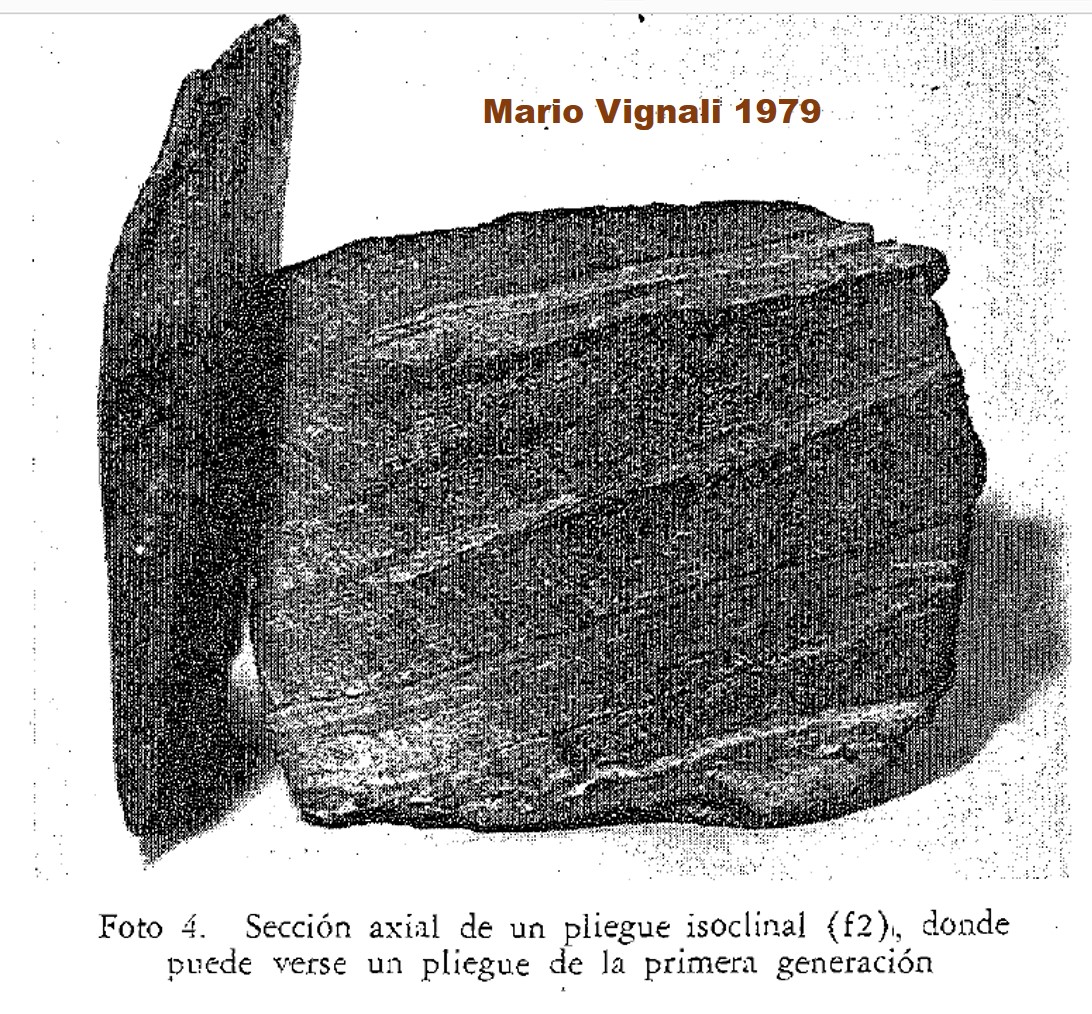 Mario Vignali 1979
Foto 4. Sección axial de un pliegue isoclinal (f2), donde
puede verse un pliegue de la primera generación